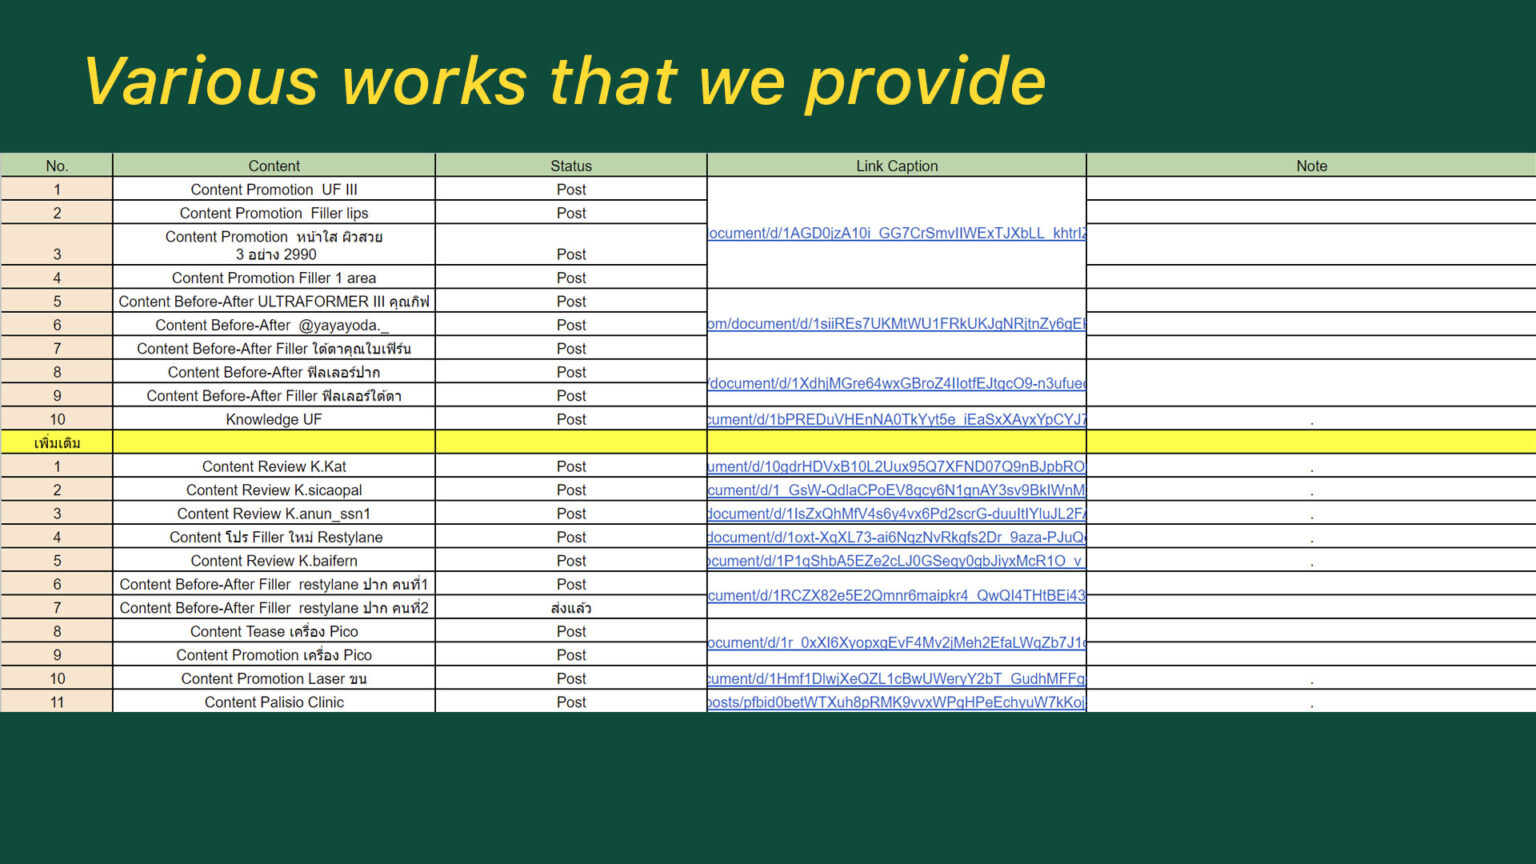 Various works that we provide
No. Content Status Link Caption Note
1 Content Promotion UF III Post
2 Content Promotion Filler lips Post
ocument/d/1AGD0jzA10i_GG7CrSmvIIWExTJXbLL_khtrIZ
Content Promotion หน้าใส ผิวสวย
3 3 อย่าง 2990 Post
4 Content Promotion Filler 1 area Post
5 Content Before-After ULTRAFORMER III คุณกิฟ Post
6 Content Before-After @yayayoda._ Post om/document/d/1siiREs7UKMtWU1FRkUKJgNRjtnZy6gEH
7 Content Before-After Filler ใต้ตาคุณใบเฟิร์น Post
8 Content Before-After ฟิลเลอร์ปาก Post
/document/d/1XdhjMGre64wxGBroZ4IIotfEJtgcO9-n3ufueo
9 Content Before-After Filler ฟิลเลอร์ใต้ตา Post
10 Knowledge UF Post cument/d/1bPREDuVHEnNA0TkYyt5e_iEaSxXAyxYpCYJ7 .
เพิ่มเติม
1 Content Review K.Kat Post ument/d/10gdrHDVxB10L2Uux95Q7XFND07Q9nBJpbRO .
2 Content Review K.sicaopal Post cument/d/1_GsW-QdlaCPoEV8gcy6N1gnAY3sv9BkIWnM .
3 Content Review K.anun_ssn1 Post document/d/1IsZxQhMfV4s6y4vx6Pd2scrG-duuItIYluJL2FA .
4 Content โปร Filler ใหม่ Restylane Post document/d/1oxt-XqXL73-ai6NgzNvRkgfs2Dr_9aza-PJuQ .
5 Content Review K.baifern Post ocument/d/1P1qShbA5EZe2cLJ0GSeqy0gbJiyxMcR1O_v .
6 Content Before-After Filler restylane ปาก คนที่1 Post
cument/d/1RCZX82e5E2Qmnr6maipkr4_QwQI4THtBEi43
7 Content Before-After Filler restylane ปาก คนที่2 ส่งแล้ว
8 Content Tease เครื่อง Pico Post
ocument/d/1r_0xXI6XyopxgEvF4Mv2jMeh2EfaLWqZb7J1
9 Content Promotion เครื่อง Pico Post
10 Content Promotion Laser ขน Post cument/d/1Hmf1DlwjXeQZL1cBwUWeryY2bT_GudhMFFg .
11 Content Palisio Clinic Post posts/pfbid0betWTXuh8pRMK9vvxWPgHPeEchyuW7kKoj .